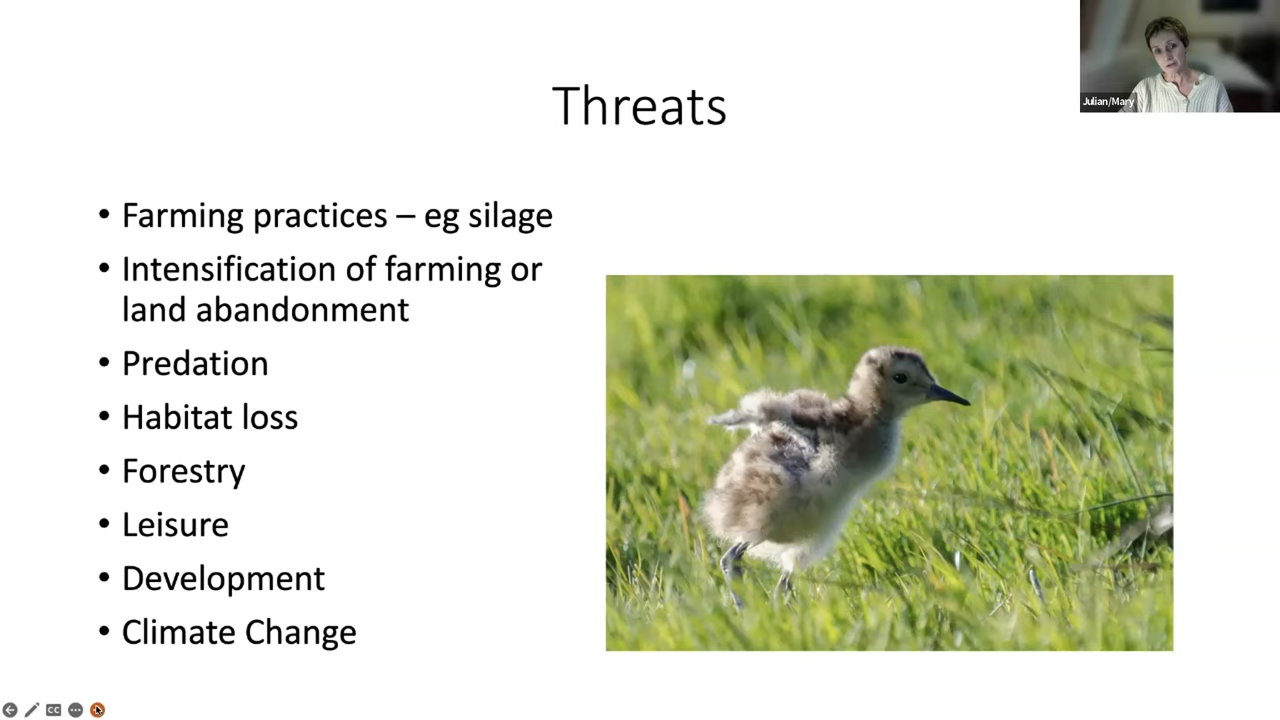 Julian/Mary
Threats
• Farming practices – eg silage
• Intensification of farming or
land abandonment
• Predation
• Habitat loss
• Forestry
• Leisure
• Development
• Climate Change
CC